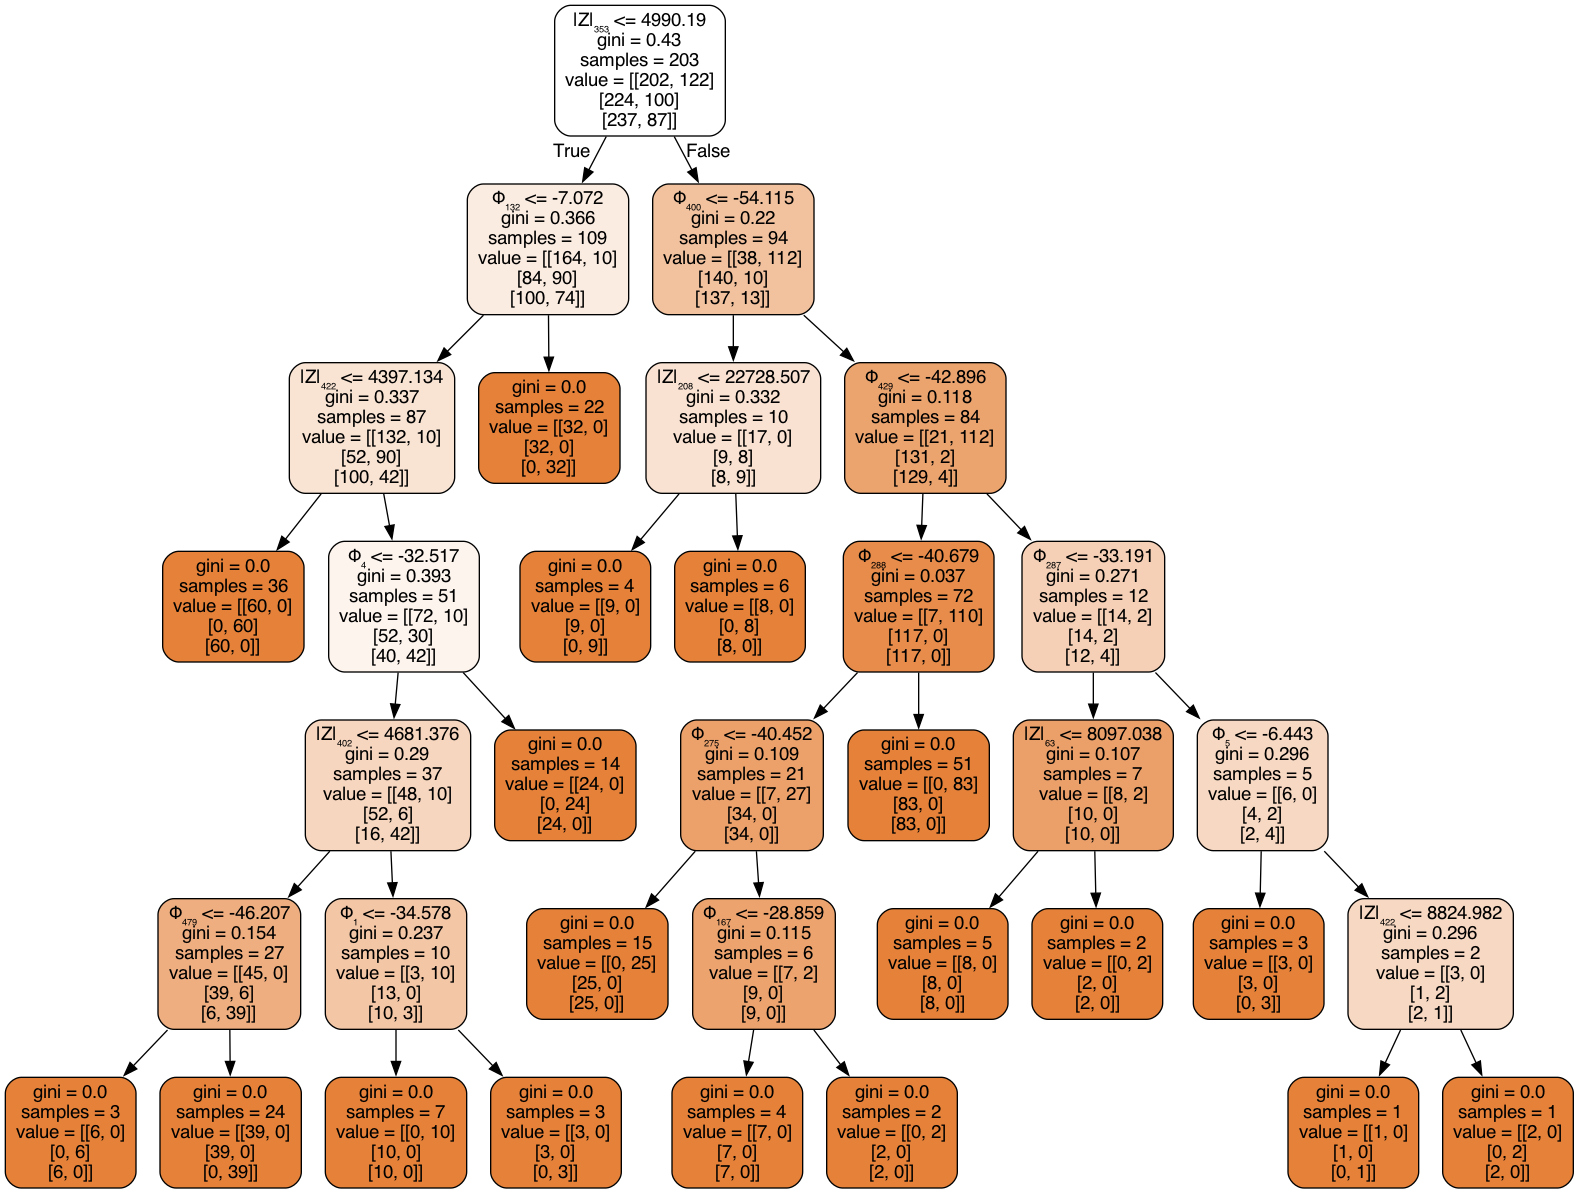 |Z|₃₅₃ <= 4990.19
gini = 0.43
samples = 203
value = [[202, 122]
[224, 100]
[237, 87]]
True
False
Φ₁₃₂ <= -7.072
gini = 0.366
samples = 109
value = [[164, 10]
[84, 90]
[100, 74]]
Φ₄₀₀ <= -54.115
gini = 0.22
samples = 94
value = [[38, 112]
[140, 10]
[137, 13]]
|Z|₄₂₂ <= 4397.134
gini = 0.337
samples = 87
value = [[132, 10]
[52, 90]
[100, 42]]
gini = 0.0
samples = 22
value = [[32, 0]
[32, 0]
[0, 32]]
|Z|₂₀₈ <= 22728.507
gini = 0.332
samples = 10
value = [[17, 0]
[9, 8]
[8, 9]]
Φ₄₂₉ <= -42.896
gini = 0.118
samples = 84
value = [[21, 112]
[131, 2]
[129, 4]]
gini = 0.0
samples = 36
value = [[60, 0]
[0, 60]
[60, 0]]
Φ₄ <= -32.517
gini = 0.393
samples = 51
value = [[72, 10]
[52, 30]
[40, 42]]
gini = 0.0
samples = 4
value = [[9, 0]
[9, 0]
[0, 9]]
gini = 0.0
samples = 6
value = [[8, 0]
[0, 8]
[8, 0]]
Φ₂₈₈ <= -40.679
gini = 0.037
samples = 72
value = [[7, 110]
[117, 0]
[117, 0]]
Φ₂₈₇ <= -33.191
gini = 0.271
samples = 12
value = [[14, 2]
[14, 2]
[12, 4]]
|Z|₄₀₂ <= 4681.376
gini = 0.29
samples = 37
value = [[48, 10]
[52, 6]
[16, 42]]
gini = 0.0
samples = 14
value = [[24, 0]
[0, 24]
[24, 0]]
Φ₂₇₅ <= -40.452
gini = 0.109
samples = 21
value = [[7, 27]
[34, 0]
[34, 0]]
gini = 0.0
samples = 51
value = [[0, 83]
[83, 0]
[83, 0]]
|Z|₆₃ <= 8097.038
gini = 0.107
samples = 7
value = [[8, 2]
[10, 0]
[10, 0]]
Φ₅ <= -6.443
gini = 0.296
samples = 5
value = [[6, 0]
[4, 2]
[2, 4]]
Φ₄₇₉ <= -46.207
gini = 0.154
samples = 27
value = [[45, 0]
[39, 6]
[6, 39]]
Φ₁ <= -34.578
gini = 0.237
samples = 10
value = [[3, 10]
[13, 0]
[10, 3]]
gini = 0.0
samples = 15
value = [[0, 25]
[25, 0]
[25, 0]]
Φ₁₆₇ <= -28.859
gini = 0.115
samples = 6
value = [[7, 2]
[9, 0]
[9, 0]]
gini = 0.0
samples = 5
value = [[8, 0]
[8, 0]
[8, 0]]
gini = 0.0
samples = 2
value = [[0, 2]
[2, 0]
[2, 0]]
gini = 0.0
samples = 3
value = [[3, 0]
[3, 0]
[0, 3]]
|Z|₄₂₂ <= 8824.982
gini = 0.296
samples = 2
value = [[3, 0]
[1, 2]
[2, 1]]
gini = 0.0
samples = 3
value = [[6, 0]
[0, 6]
[6, 0]]
gini = 0.0
samples = 24
value = [[39, 0]
[39, 0]
[0, 39]]
gini = 0.0
samples = 7
value = [[0, 10]
[10, 0]
[10, 0]]
gini = 0.0
samples = 3
value = [[3, 0]
[3, 0]
[0, 3]]
gini = 0.0
samples = 4
value = [[7, 0]
[7, 0]
[7, 0]]
gini = 0.0
samples = 2
value = [[0, 2]
[2, 0]
[2, 0]]
gini = 0.0
samples = 1
value = [[1, 0]
[1, 0]
[0, 1]]
gini = 0.0
samples = 1
value = [[2, 0]
[0, 2]
[2, 0]]